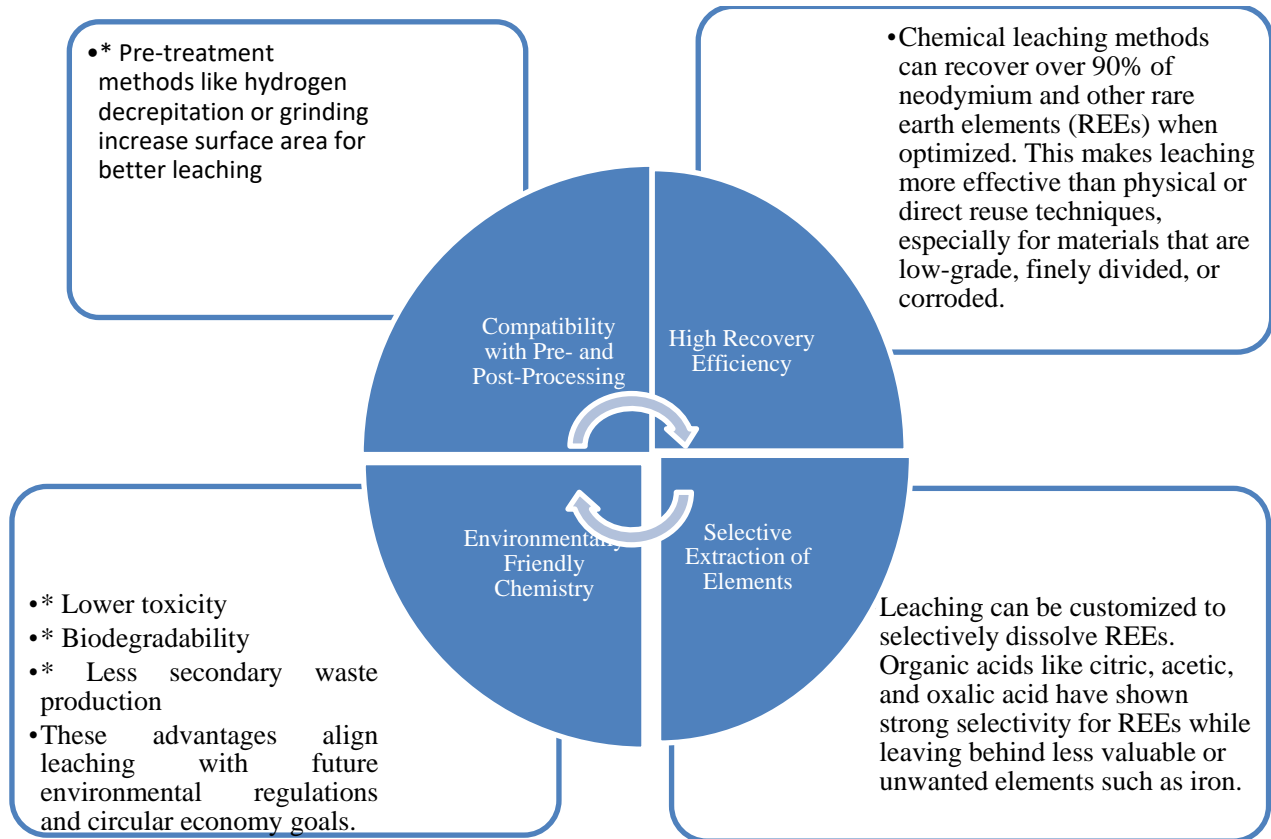 •* Pre-treatment
methods like hydrogen
decrepitation or grinding
increase surface area for
better leaching
•Chemical leaching methods
can recover over 90% of
neodymium and other rare
earth elements (REEs) when
optimized. This makes leaching
more effective than physical or
direct reuse techniques,
especially for materials that are
low-grade, finely divided, or
corroded.
Compatibility
with Pre- and
Post-Processing
High Recovery
Efficiency
Environmentally
Friendly
Chemistry
Selective
Extraction of
Elements
•* Lower toxicity
•* Biodegradability
•* Less secondary waste
production
•These advantages align
leaching with future
environmental regulations
and circular economy goals.
Leaching can be customized to
selectively dissolve REEs.
Organic acids like citric, acetic,
and oxalic acid have shown
strong selectivity for REEs while
leaving behind less valuable or
unwanted elements such as iron.